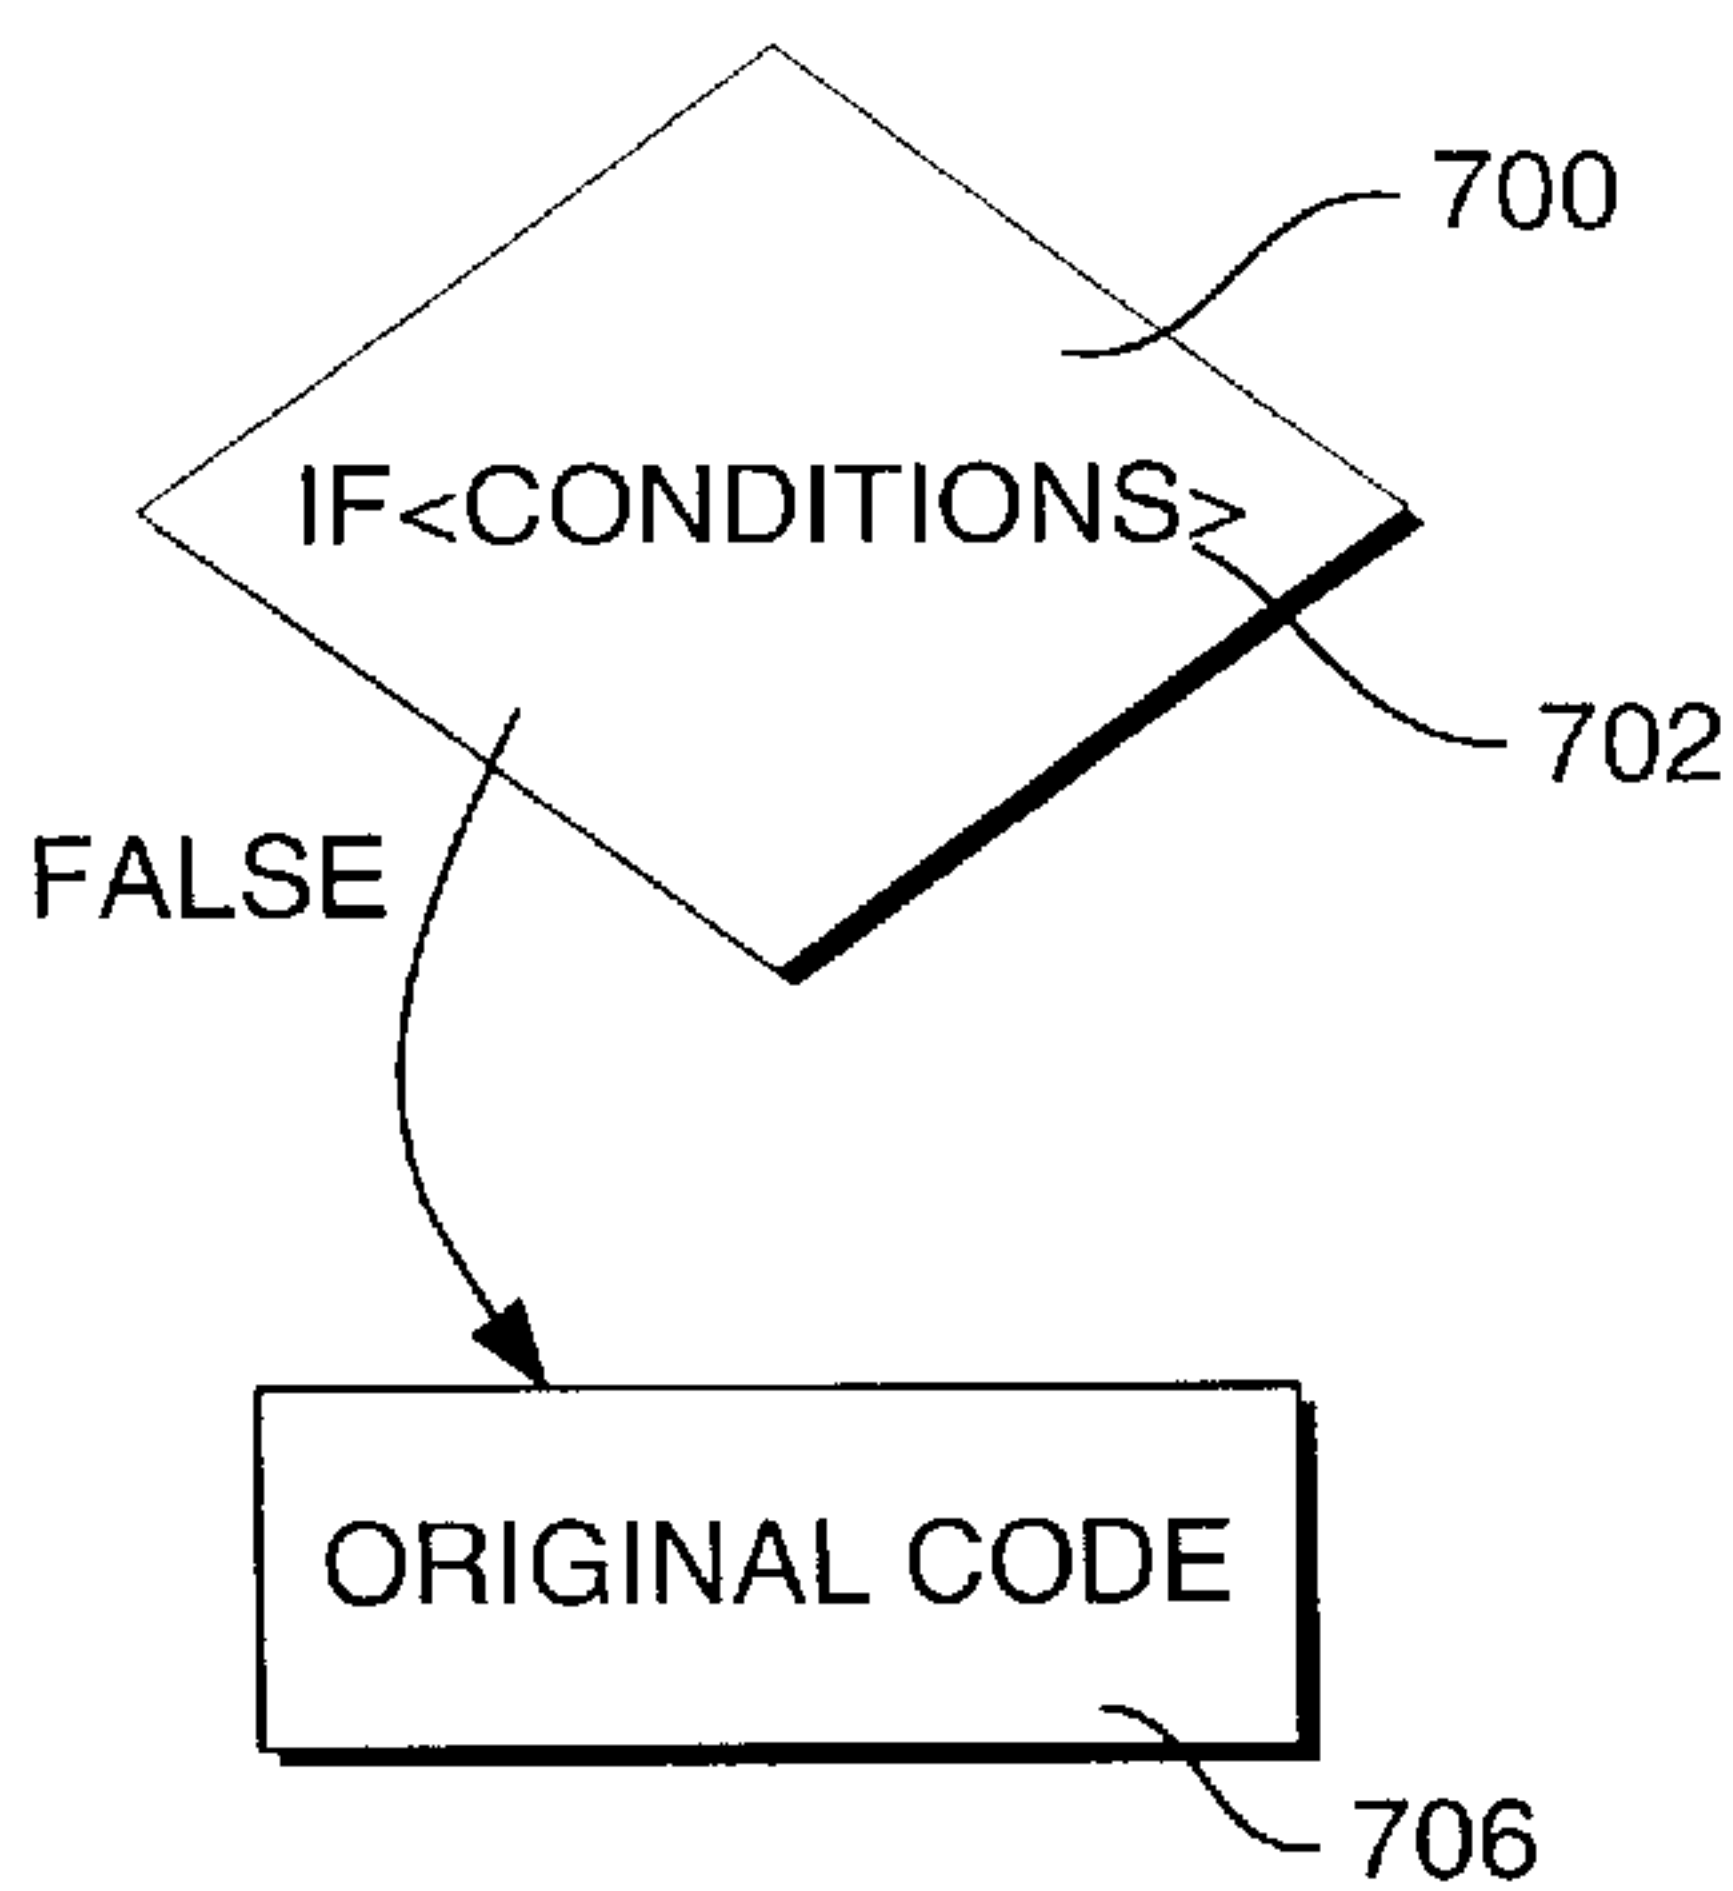 700
IF<CONDITIONS>
702
FALSE
ORIGINAL CODE
706